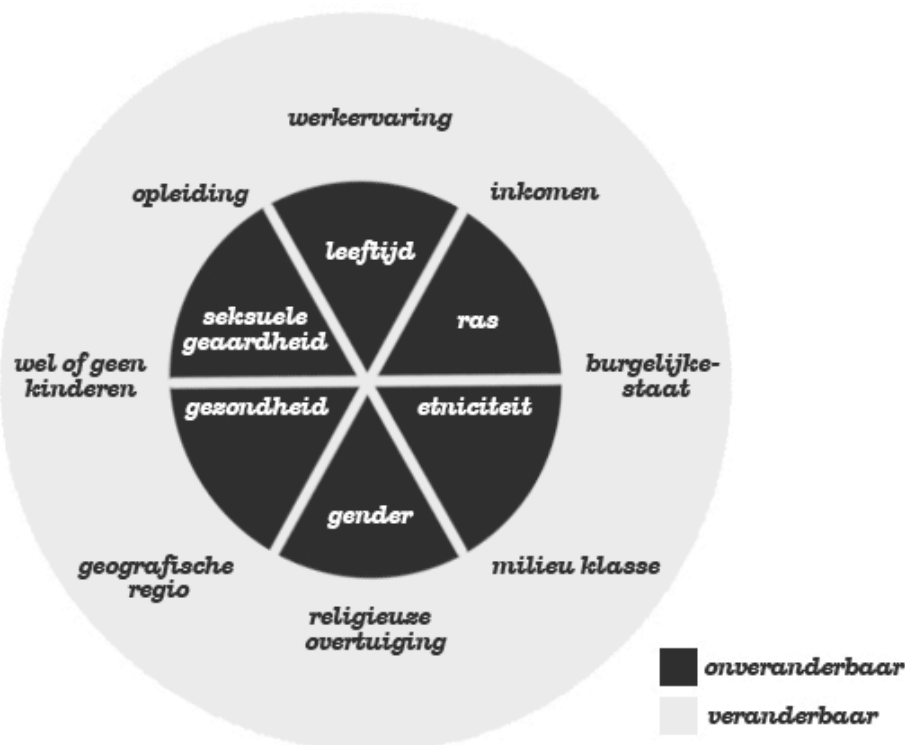 werkervaring
opleiding
inkomen
leeftijd
seksuele
geaardheid
ras
wel of geen
kinderen
burgelijke-
staat
gezondheid
etniciteit
gender
geografische
regio
milieu klasse
religieuze
overtuiging
onveranderbaar
veranderbaar